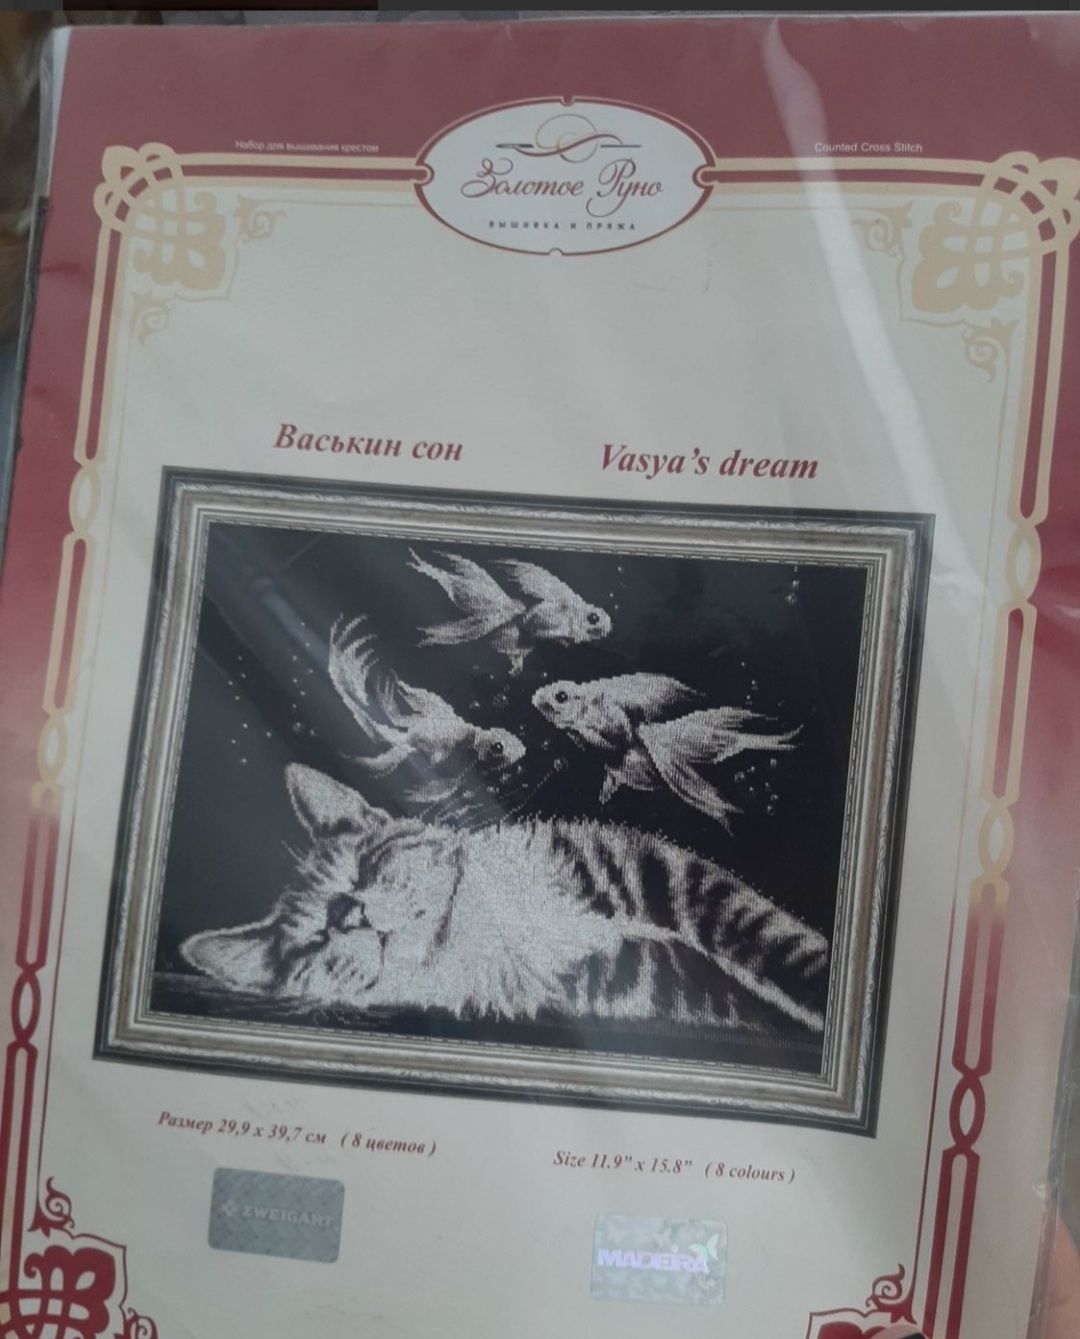 Набор для вышивания крестом
Counted Cross Stitch
Золотое Руно
ВЫШИВКА И ПРЯЖА
Васькин сон
Vasya's dream
Размер 29,9 x 39,7 см ( 8 цветов )
Size 11.9" x 15.8" ( 8 colours )
ZWEIGART
MADEIRA